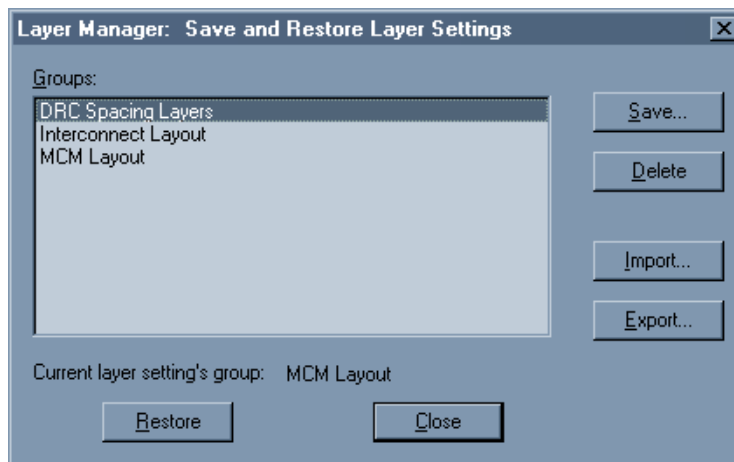 Layer Manager: Save and Restore Layer Settings
Groups:
DRC Spacing Layers
Interconnect Layout
MCM Layout
Save...
Delete
Import...
Export...
Current layer setting's group: MCM Layout
Restore
Close